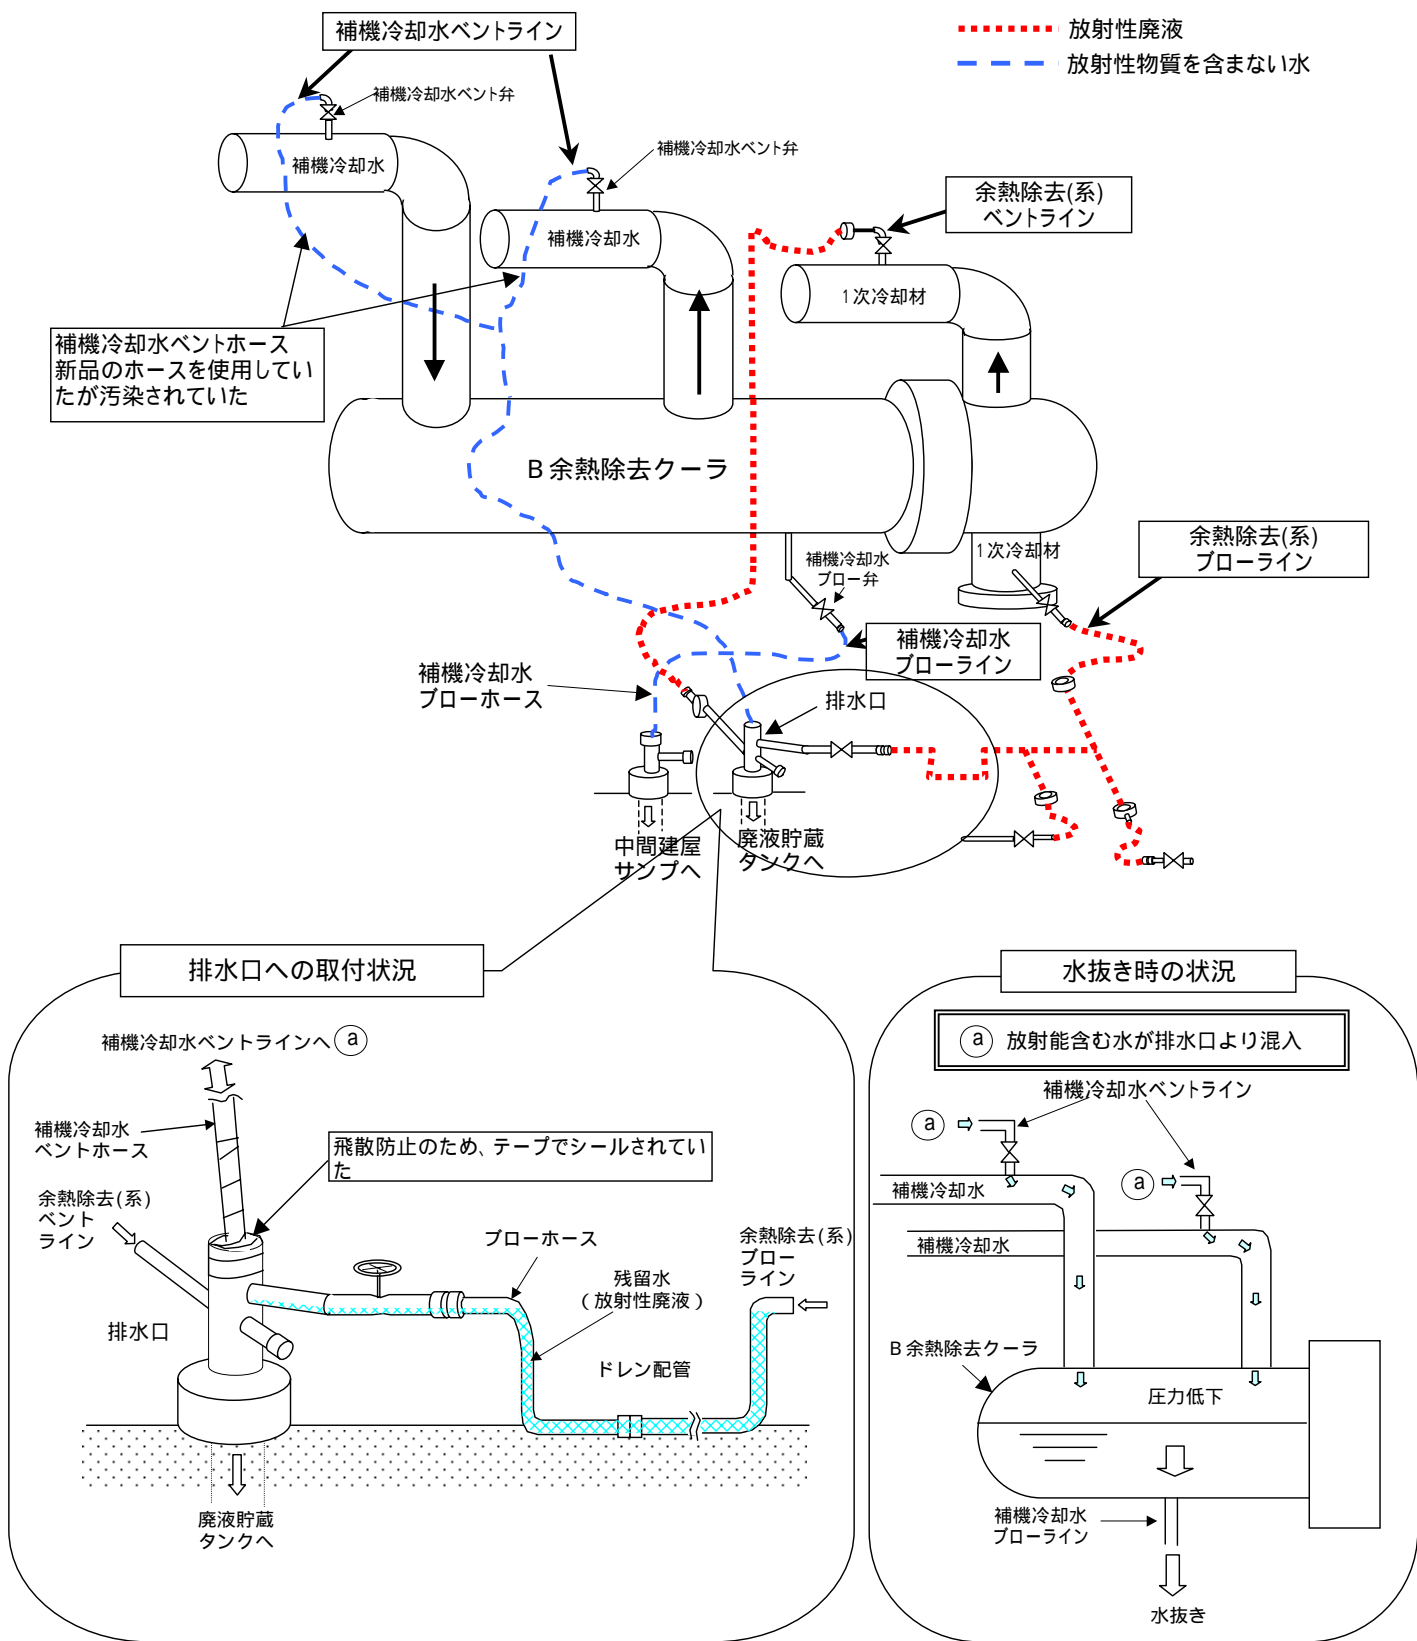 補機冷却水ベントライン
放射性廃液
放射性物質を含まない水
補機冷却水ベント弁
補機冷却水
補機冷却水ベント弁
補機冷却水
余熱除去(系)
ベントライン
1次冷却材
補機冷却水ベントホース
新品のホースを使用してい
たが汚染されていた
B余熱除去クーラ
余熱除去(系)
ブローライン
1次冷却材
補機冷却水
ブロー弁
補機冷却水
ブローライン
補機冷却水
ブローホース
排水口
中間建屋
サンプへ
廃液貯蔵
タンクへ
排水口への取付状況
補機冷却水ベントラインへ a
補機冷却水
ベントホース
飛散防止のため、テープでシールされてい
た
余熱除去(系)
ベント
ライン
ブローホース
余熱除去(系)
ブロー
ライン
残留水
(放射性廃液)
排水口
ドレン配管
廃液貯蔵
タンクへ
水抜き時の状況
a 放射能含む水が排水口より混入
補機冷却水ベントライン
a
a
補機冷却水
補機冷却水
B余熱除去クーラ
圧力低下
補機冷却水
ブローライン
水抜き